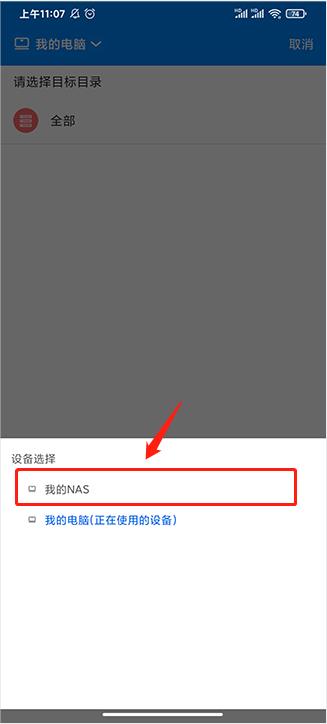 上午11:07
HD HD 74
我的电脑 取消
请选择目标目录
全部
设备选择
我的NAS
我的电脑(正在使用的设备)